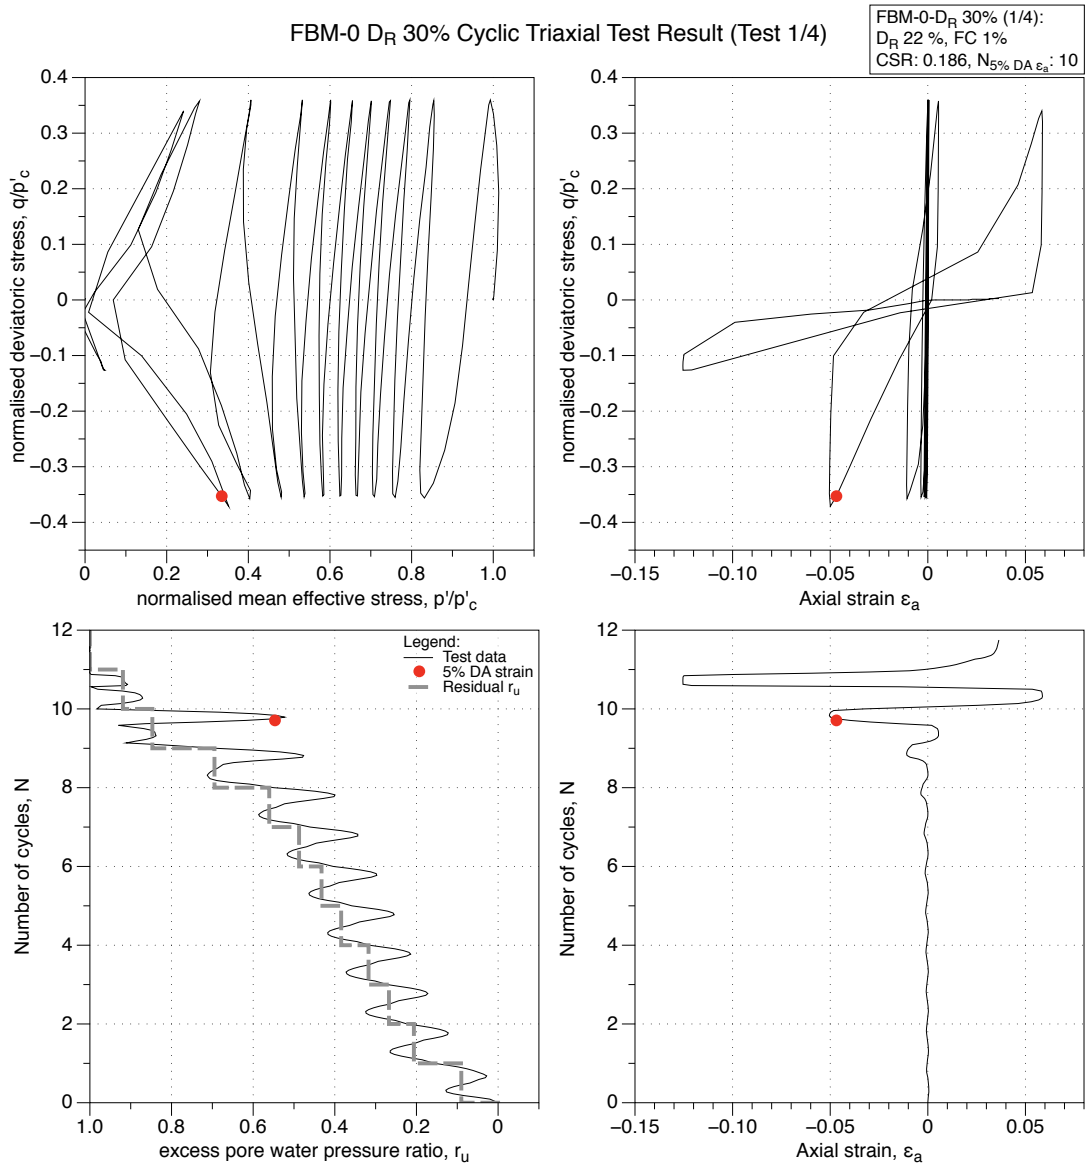 FBM-0 D_R 30% Cyclic Triaxial Test Result (Test 1/4)
FBM-0-D_R 30% (1/4):
D_R 22 %, FC 1%
CSR: 0.186, N_5% DA ε_a: 10
normalised deviatoric stress, q/p'_c
0.4
0.3
0.2
0.1
0
−0.1
−0.2
−0.3
−0.4
0 0.2 0.4 0.6 0.8 1.0
normalised mean effective stress, p'/p'_c
normalised deviatoric stress, q/p'_c
0.4
0.3
0.2
0.1
0
−0.1
−0.2
−0.3
−0.4
−0.15 −0.10 −0.05 0 0.05
Axial strain ε_a
Number of cycles, N
12
10
8
6
4
2
0
Legend:
Test data
5% DA strain
Residual r_u
1.0 0.8 0.6 0.4 0.2 0
excess pore water pressure ratio, r_u
Number of cycles, N
12
10
8
6
4
2
0
−0.15 −0.10 −0.05 0 0.05
Axial strain, ε_a